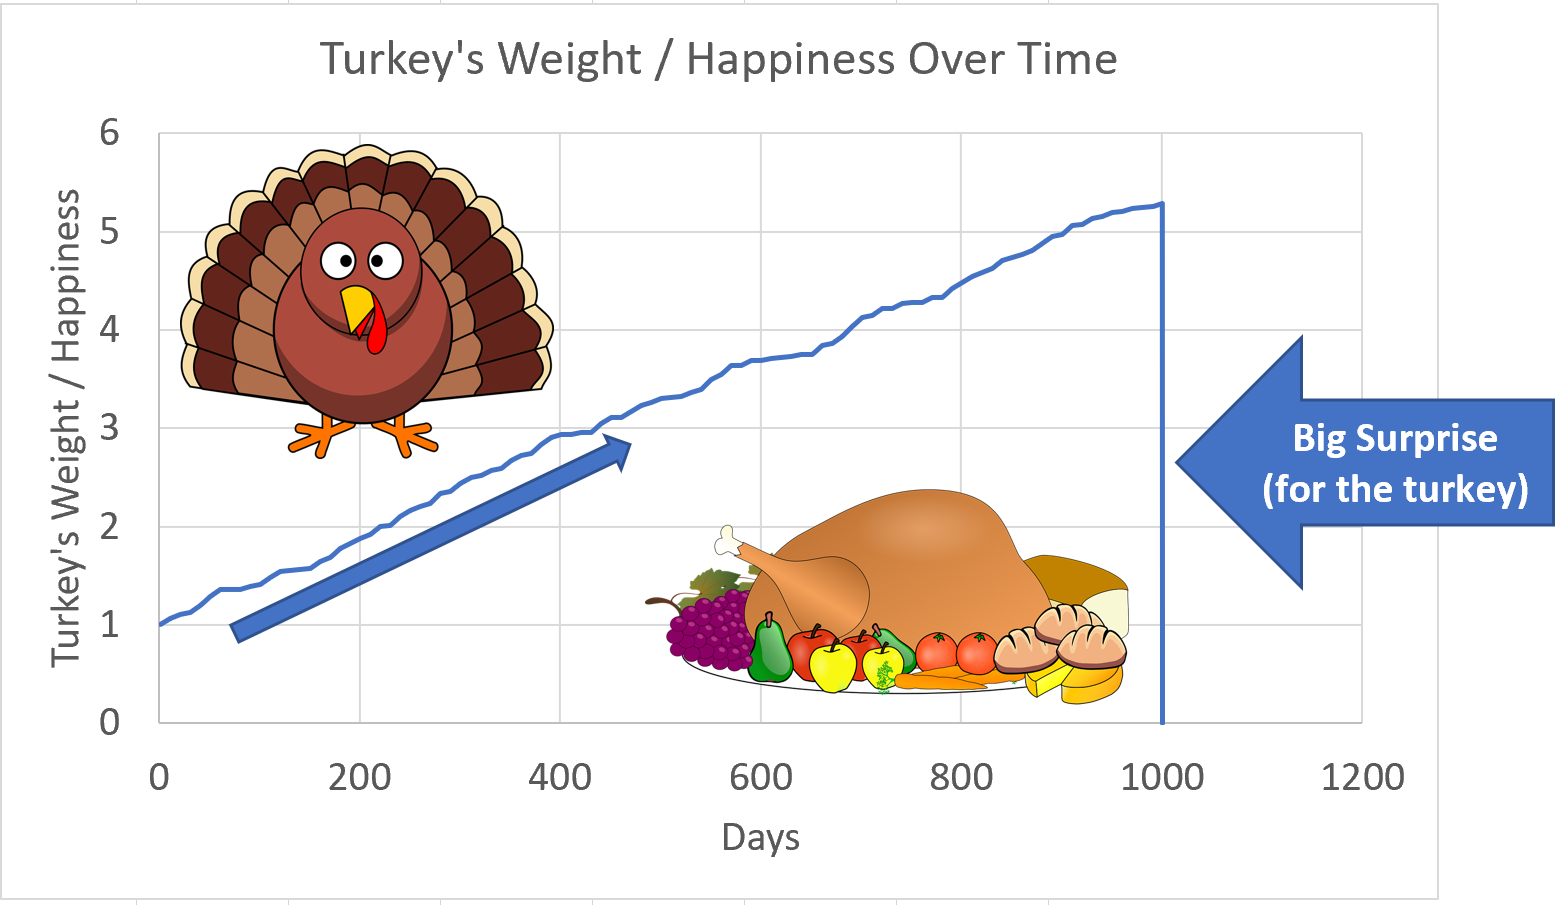 Turkey's Weight / Happiness Over Time
Turkey's Weight / Happiness
6
5
4
3
2
1
0
0 200 400 600 800 1000 1200
Days
Big Surprise
(for the turkey)